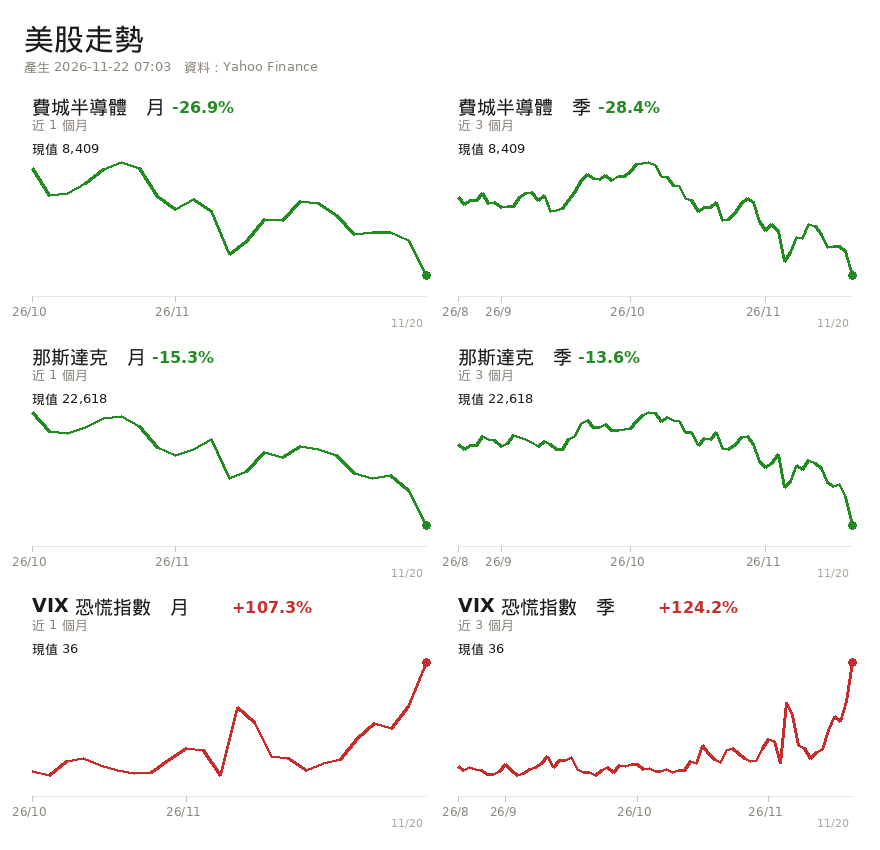 美股走勢
產生 2026-11-22 07:03 資料：Yahoo Finance
費城半導體 月 -26.9%
近 1 個月
現值 8,409
26/10 26/11
11/20
費城半導體 季 -28.4%
近 3 個月
現值 8,409
26/8 26/9 26/10 26/11
11/20
那斯達克 月 -15.3%
近 1 個月
現值 22,618
26/10 26/11
11/20
那斯達克 季 -13.6%
近 3 個月
現值 22,618
26/8 26/9 26/10 26/11
11/20
VIX 恐慌指數 月 +107.3%
近 1 個月
現值 36
26/10 26/11
11/20
VIX 恐慌指數 季 +124.2%
近 3 個月
現值 36
26/8 26/9 26/10 26/11
11/20